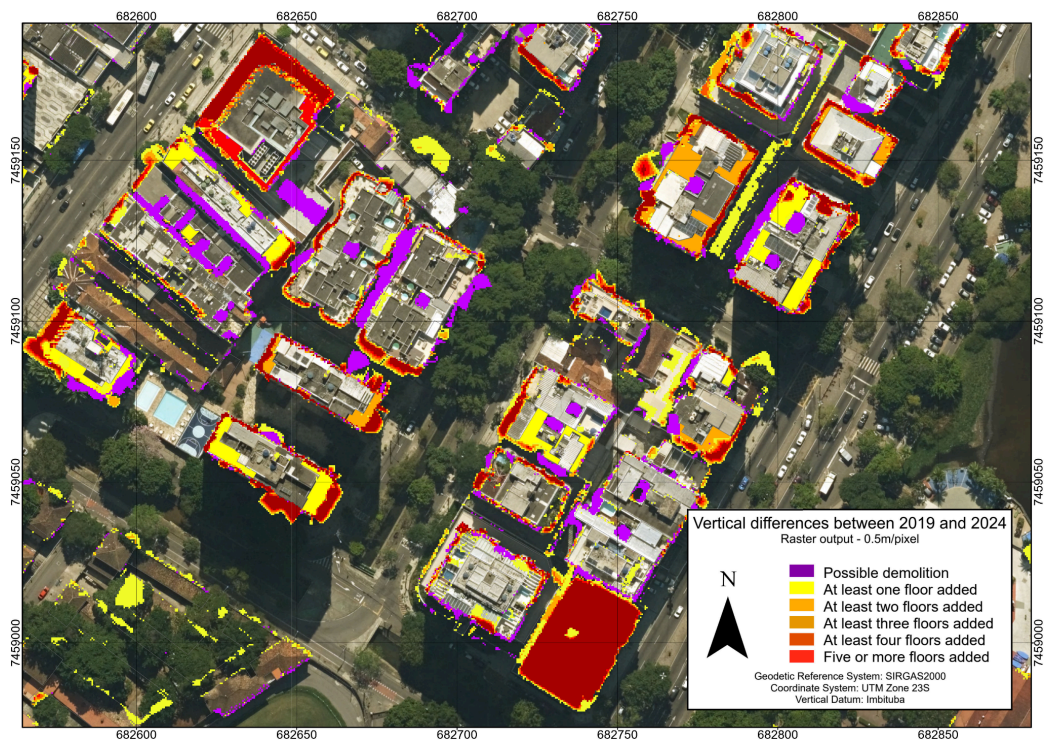 682600 682650 682700 682750 682800 682850
7459150 7459150
7459100 7459100
7459050 7459050
7459000 7459000
Vertical differences between 2019 and 2024
Raster output - 0.5m/pixel
N
Possible demolition
At least one floor added
At least two floors added
At least three floors added
At least four floors added
Five or more floors added
Geodetic Reference System: SIRGAS2000
Coordinate System: UTM Zone 23S
Vertical Datum: Imbituba
682600 682650 682700 682750 682800 682850